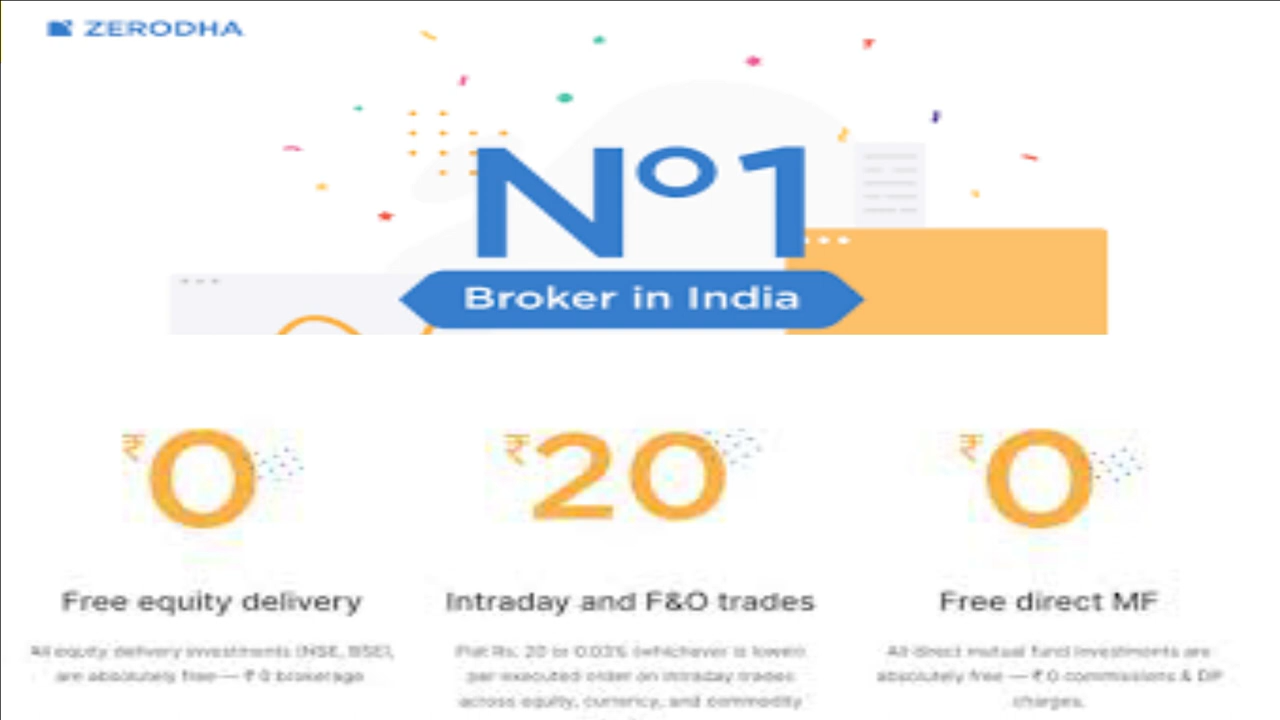 ZERODHA
Nº1
Broker in India
₹0
₹20
₹0
Free equity delivery
Intraday and F&O trades
Free direct MF
All equity delivery investments (NSE, BSE),
are absolutely free — ₹ 0 brokerage.
Flat Rs. 20 or 0.03% (whichever is lower)
per executed order on intraday trades
across equity, currency, and commodity
All direct mutual fund investments are
absolutely free — ₹ 0 commissions & DP
charges.